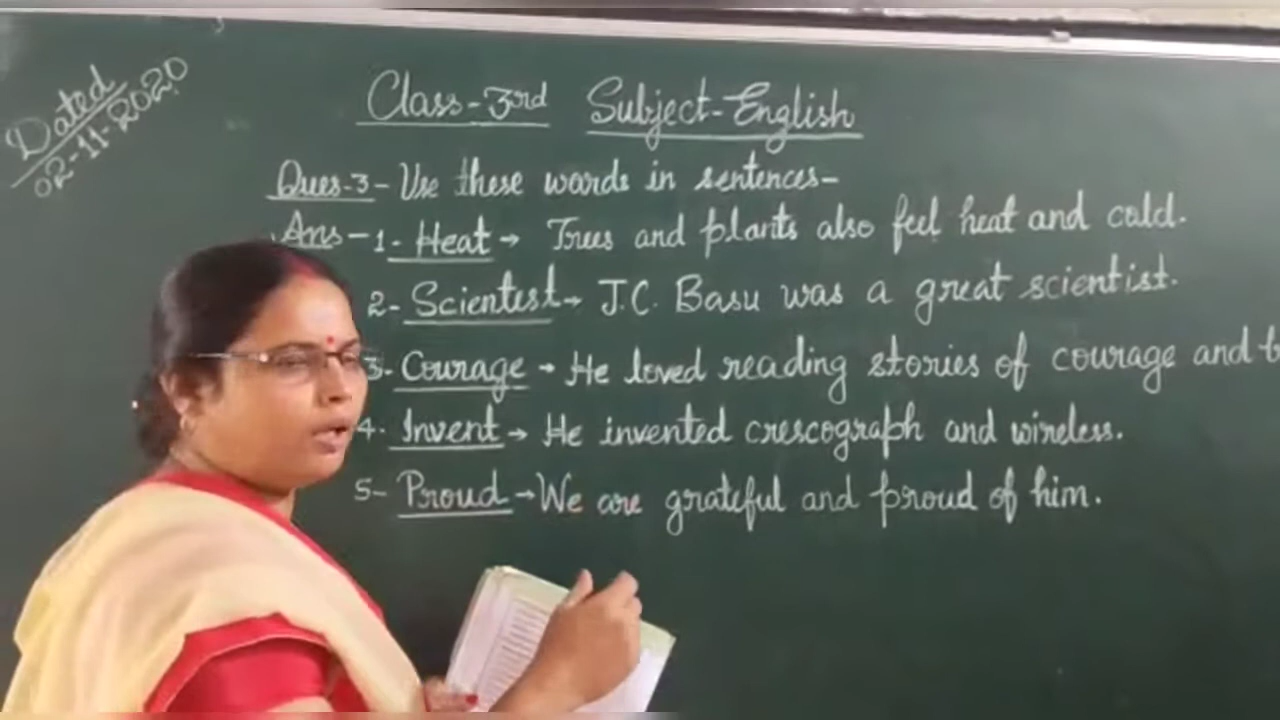 Dated
02-11-2020
Class-3rd Subject-English
Ques-3- Use these words in sentences-
Ans-1- Heat → Trees and plants also feel heat and cold.
2- Scientest → J.C. Basu was a great scientist.
3- Courage - He loved reading stories of courage and
4- Invent → He invented crescograph and wireless.
5- Proud → We are grateful and proud of him.